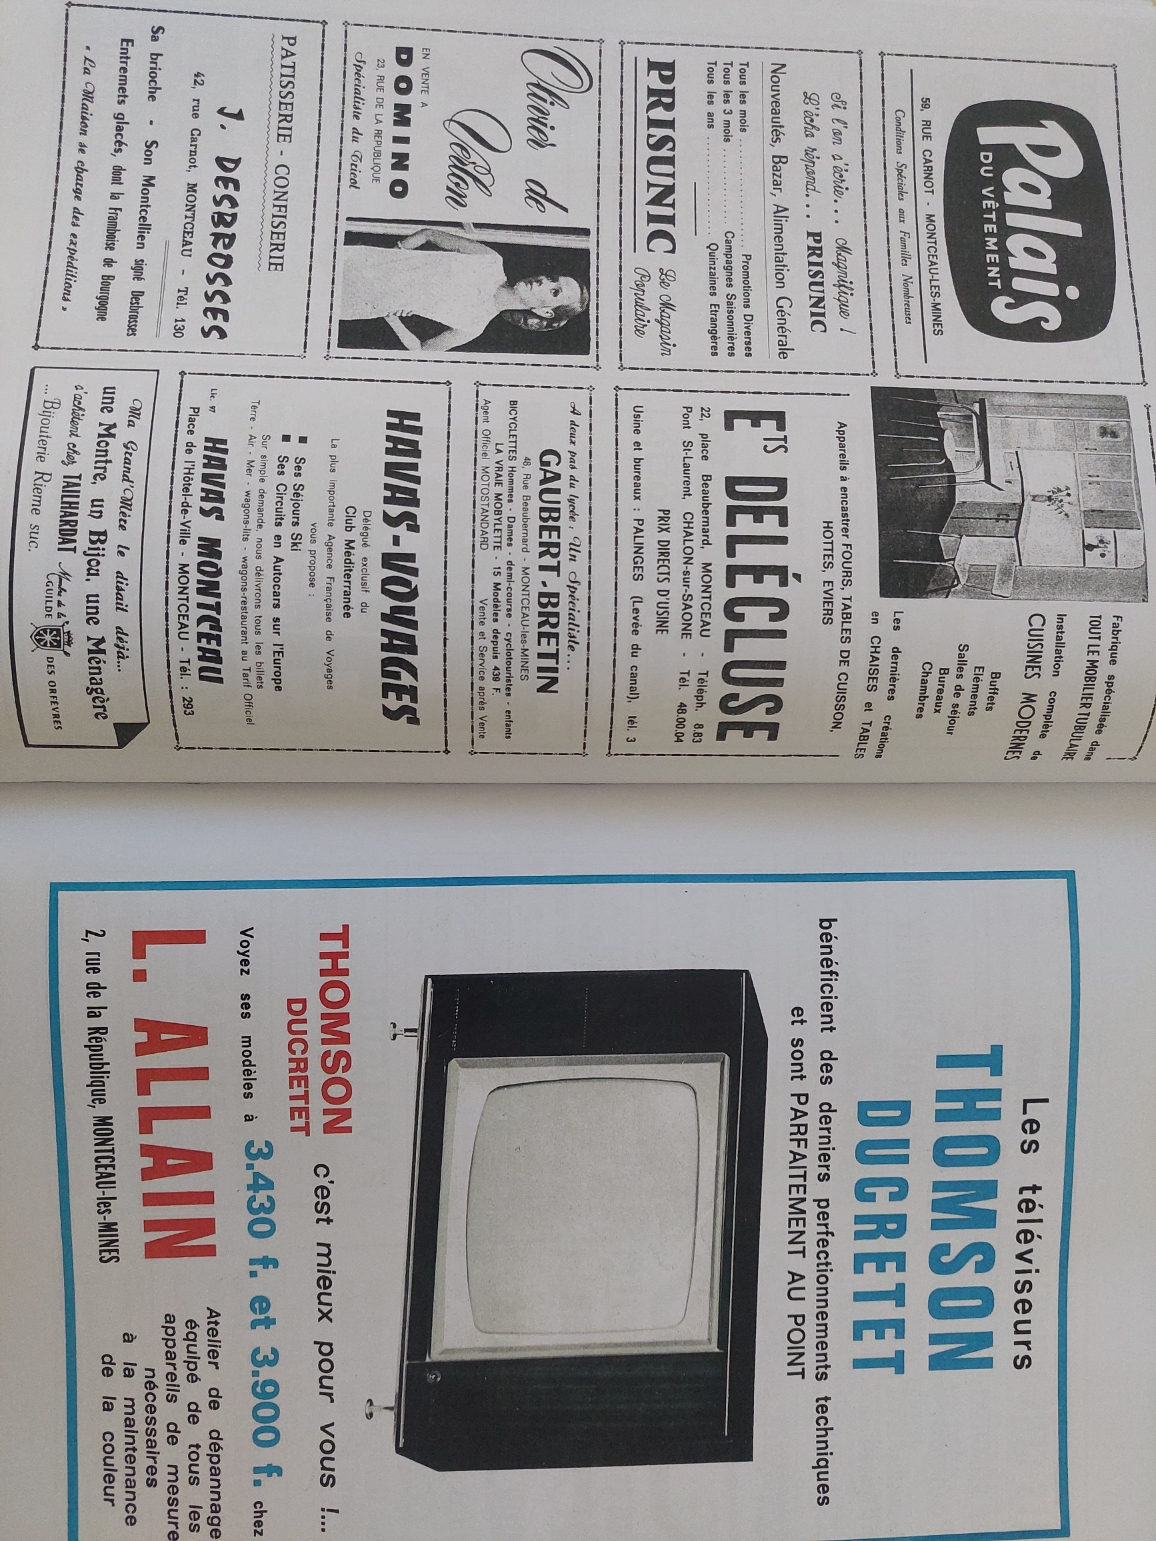 Palais
DU VÊTEMENT
59, RUE CARNOT - MONTCEAU-LES-MINES
Conditions Spéciales aux Familles Nombreuses
Si l'on s'écrie... Magnifique !
L'écho répond... PRISUNIC
Nouveautés, Bazar, Alimentation Générale
Tous les mois .................. Promotions Diverses
Tous les 3 mois ............ Campagnes Saisonnières
Tous les ans .................. Quinzaines Etrangères
PRISUNIC Le Magasin
Populaire
Olivier de
Veslon
EN VENTE A
DOMINO
23, RUE DE LA REPUBLIQUE
Spécialiste du Tricot
PATISSERIE - CONFISERIE
J. DESBROSSES
42, rue Carnot, MONTCEAU - Tél 130
Sa brioche - Son Montcellien signé Desbrosses
Entremets glacés, dont la Framboise de Bourgogne
« La Maison se charge des expéditions »
Fabrique spécialisée dans
TOUT LE MOBILIER TUBULAIRE
Installation complète de
CUISINES MODERNES
Buffets
Eléments
Salles de séjour
Bureaux
Chambres
Les dernières créations
en CHAISES et TABLES
Appareils à encastrer FOURS, TABLES DE CUISSON,
HOTTES, EVIERS
ETS DELÉCLUSE
22, place Beaubernard, MONTCEAU - Téléph. 8.83
Pont St-Laurent, CHALON-sur-SAONE - Tél. 48.00.04
PRIX DIRECTS D'USINE
Usine et bureaux : PALINGES (Levée du canal), tél. 3
A deux pas du lycée : Un Spécialiste...
GAUBERT-BRETIN
48, Rue Beaubernard - MONTCEAU-les-MINES
BICYCLETTES Hommes - Dames - demi-course - cyclotouristes - enfants
LA VRAIE MOBYLETTE - 15 Modèles depuis 438 F.
Agent Officiel MOTOSTANDARD Vente et Service après Vente
HAVAS-VOYAGES
Délégué exclusif du
Club Méditerranée
La plus importante Agence Française de Voyages
vous propose :
■ Ses Séjours Ski
■ Ses Circuits en Autocars sur l'Europe
Sur simple demande, nous délivrons tous les billets
Terre - Air - Mer - wagons-lits - wagons-restaurant au Tarif Officiel
Lic. 97 HAVAS MONTCEAU
Place de l'Hôtel-de-Ville - MONTCEAU - Tél. : 293
Ma Grand'Mère le disait déjà...
une Montre, un Bijou, une Ménagère
s'achètent chez TAILHARDAT Membre de la
GUILDE DES ORFEVRES
...Bijouterie Rieme suc.
Les téléviseurs
THOMSON
DUCRETET
bénéficient des derniers perfectionnements techniques
et sont PARFAITEMENT AU POINT
THOMSON c'est mieux pour vous !...
DUCRETET
Voyez ses modèles à 3.430 f. et 3.900 f. chez
L. ALLAIN
2, rue de la République, MONTCEAU-les-MINES
Atelier de dépannage
équipé de tous les
appareils de mesure
nécessaires
à la maintenance
de la couleur